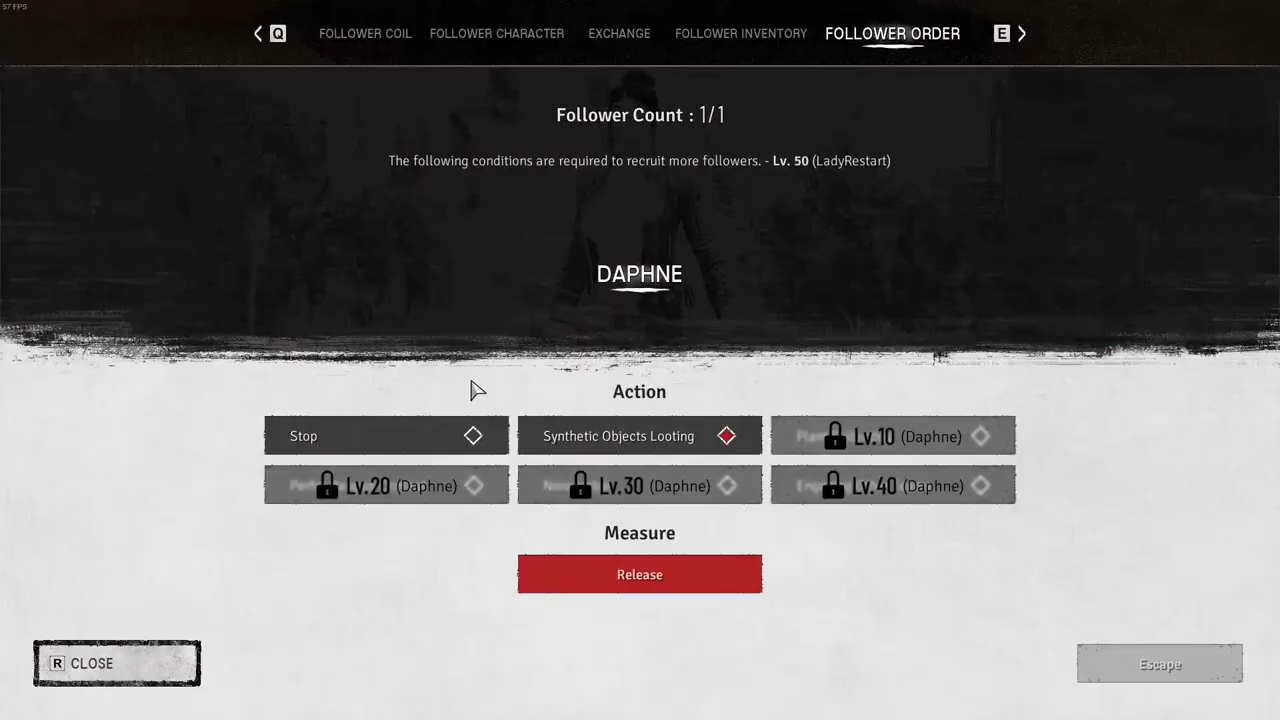 57 FPS
Q FOLLOWER COIL FOLLOWER CHARACTER EXCHANGE FOLLOWER INVENTORY FOLLOWER ORDER E
Follower Count : 1/1
The following conditions are required to recruit more followers. - Lv. 50 (LadyRestart)
DAPHNE
Action
Stop Synthetic Objects Looting Lv.10 (Daphne)
Lv.20 (Daphne) Lv.30 (Daphne) Lv.40 (Daphne)
Measure
Release
R CLOSE Escape